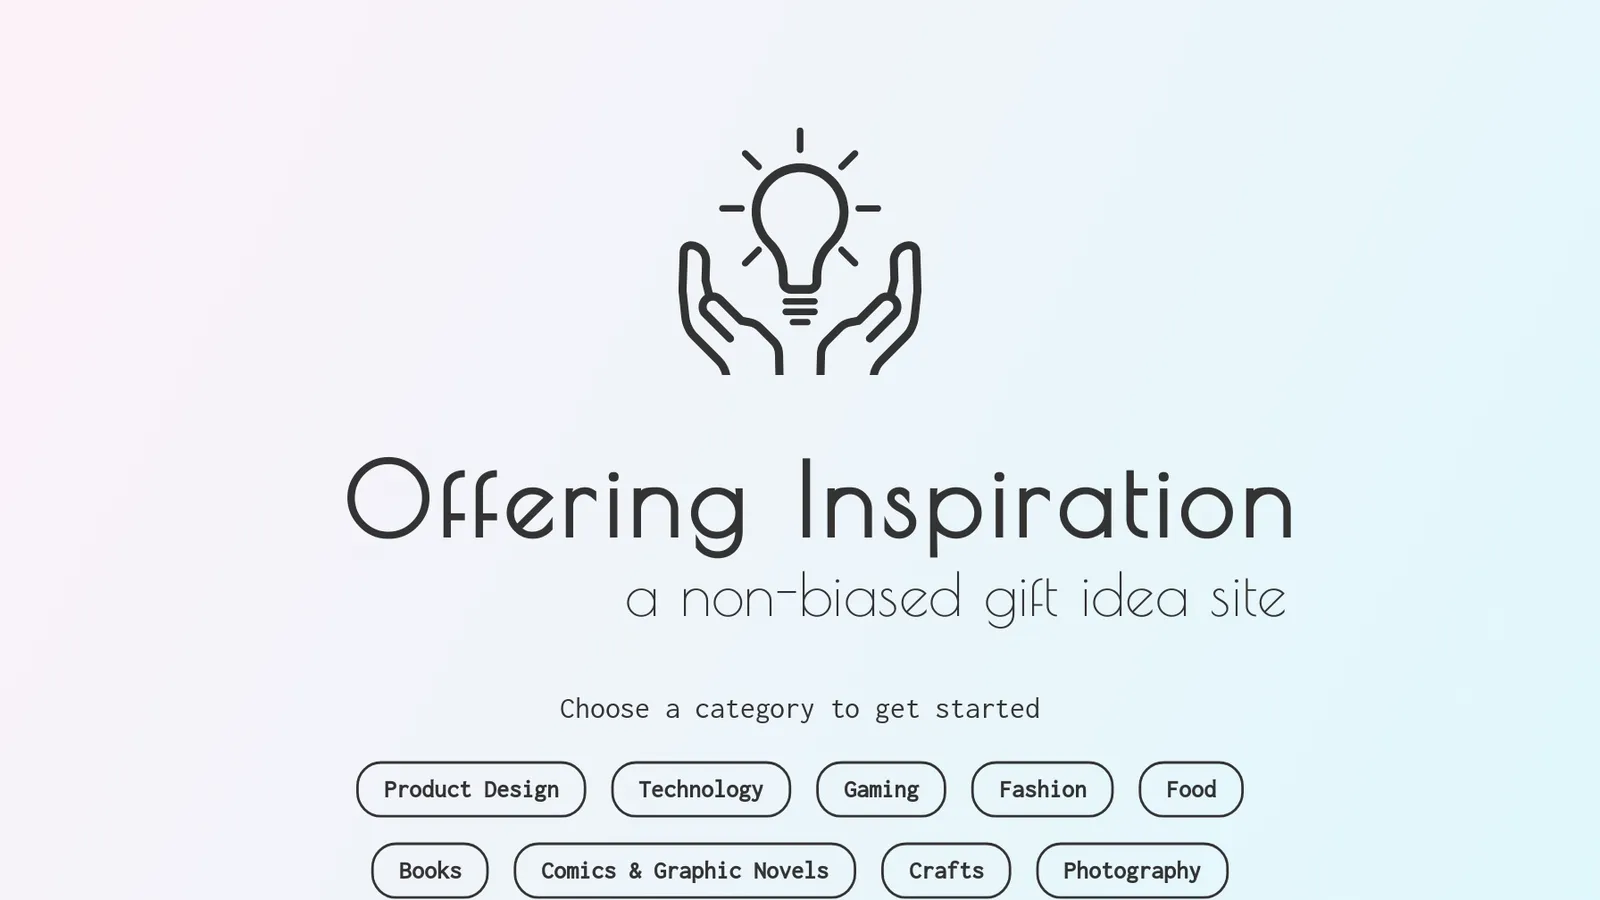 Offering Inspiration
a non-biased gift idea site
Choose a category to get started
Product Design Technology Gaming Fashion Food
Books Comics & Graphic Novels Crafts Photography